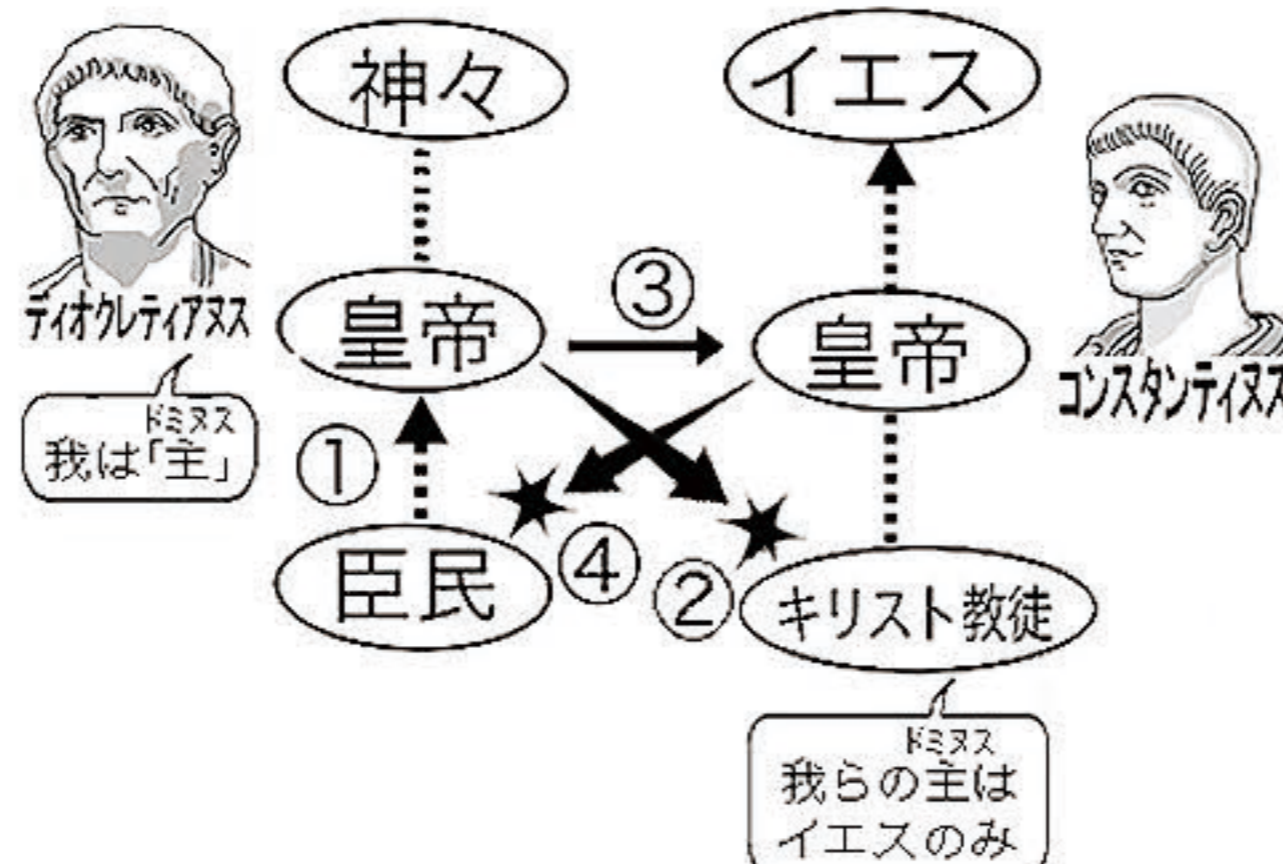 神々
イエス
ディオクレティアヌス
ドミヌス
我は「主」
皇帝
③
皇帝
コンスタンティヌス
①
臣民
④
②
キリスト教徒
ドミヌス
我らの主は
イエスのみ